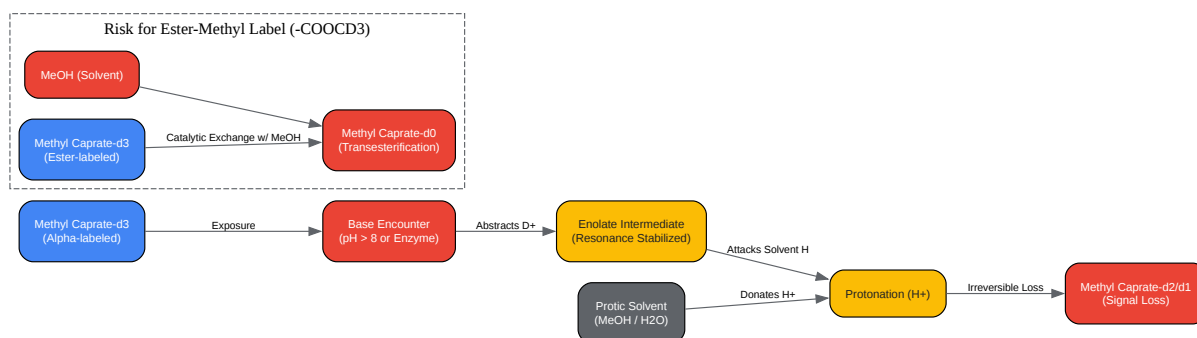 Risk for Ester-Methyl Label (-COOCD3)
MeOH (Solvent)
Methyl Caprate-d3
(Ester-labeled)
Catalytic Exchange w/ MeOH
Methyl Caprate-d0
(Transesterification)
Methyl Caprate-d3
(Alpha-labeled)
Exposure
Base Encounter
(pH > 8 or Enzyme)
Abstracts D+
Enolate Intermediate
(Resonance Stabilized)
Attacks Solvent H
Protic Solvent
(MeOH / H2O)
Donates H+
Protonation (H+)
Irreversible Loss
Methyl Caprate-d2/d1
(Signal Loss)